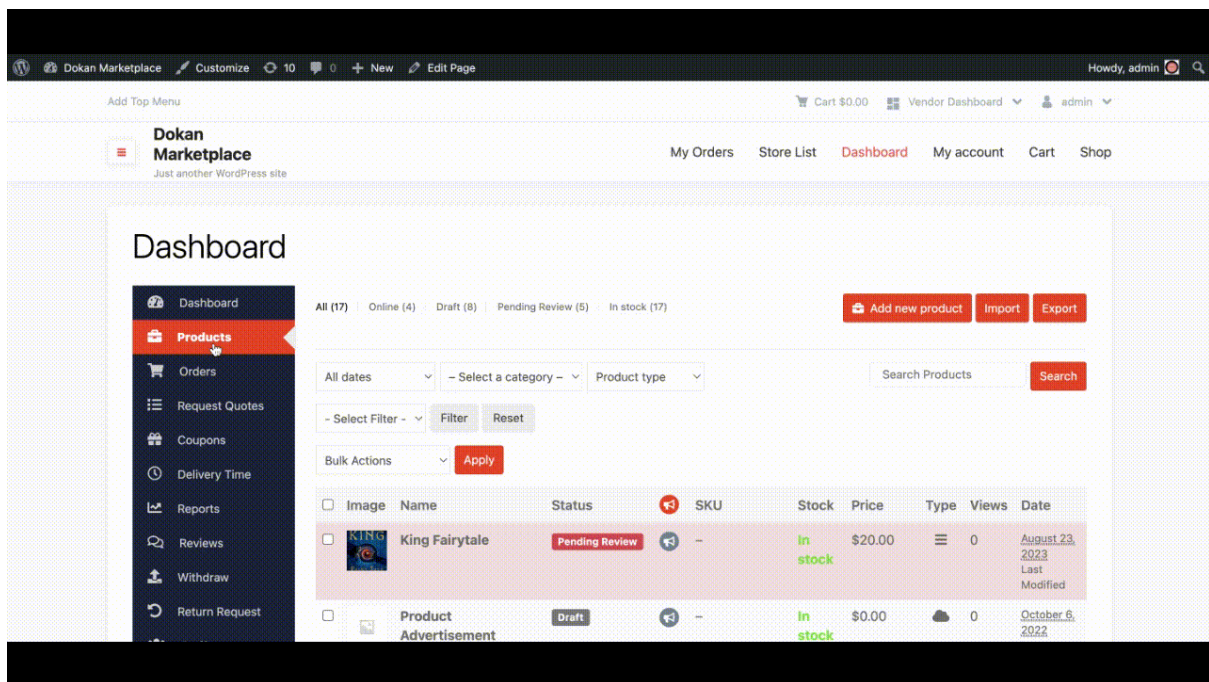 Dokan Marketplace Customize 10 0 New Edit Page Howdy, admin
Add Top Menu Cart $0.00 Vendor Dashboard admin
Dokan
Marketplace
Just another WordPress site
My Orders Store List Dashboard My account Cart Shop
Dashboard
Dashboard
Products
Orders
Request Quotes
Coupons
Delivery Time
Reports
Reviews
Withdraw
Return Request
All (17) Online (4) Draft (8) Pending Review (5) In stock (17)
Add new product Import Export
All dates – Select a category – Product type Search Products Search
- Select Filter - Filter Reset
Bulk Actions Apply
Image Name Status SKU Stock Price Type Views Date
KING
King Fairytale Pending Review – In stock $20.00 0 August 23, 2023
Last Modified
Product Advertisement Draft – In stock $0.00 0 October 6, 2022